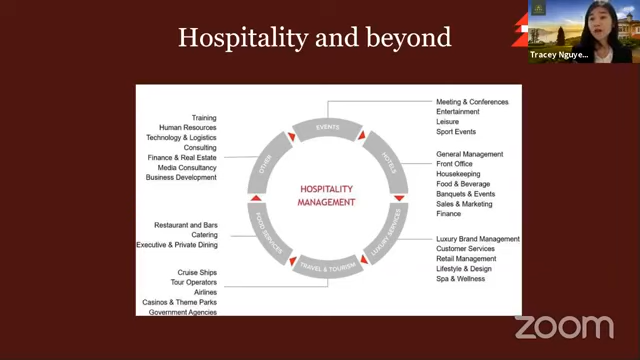 Hospitality and beyond
Tracey Nguye...
Training
Human Resources
Technology & Logistics
Consulting
Finance & Real Estate
Media Consultancy
Business Development
Restaurant and Bars
Catering
Executive & Private Dining
Cruise Ships
Tour Operators
Airlines
Casinos & Theme Parks
Government Agencies
EVENTS
HOTELS
LUXURY SERVICES
TRAVEL & TOURISM
FOOD SERVICES
OTHER
HOSPITALITY
MANAGEMENT
Meeting & Conferences
Entertainment
Leisure
Sport Events
General Management
Front Office
Housekeeping
Food & Beverage
Banquets & Events
Sales & Marketing
Finance
Luxury Brand Management
Customer Services
Retail Management
Lifestyle & Design
Spa & Wellness
zoom